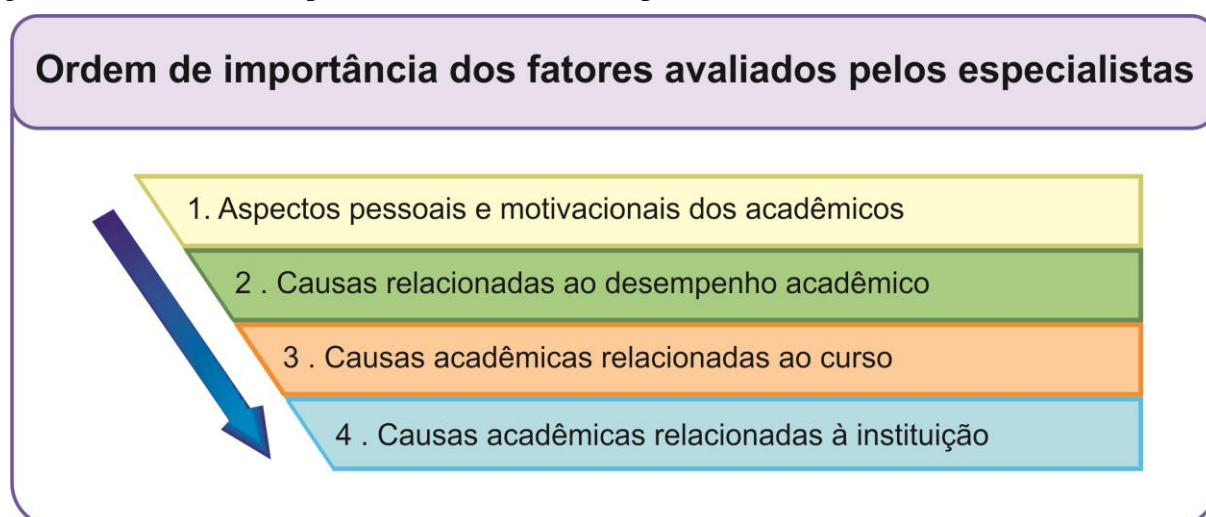 Ordem de importância dos fatores avaliados pelos especialistas
1. Aspectos pessoais e motivacionais dos acadêmicos
2 . Causas relacionadas ao desempenho acadêmico
3 . Causas acadêmicas relacionadas ao curso
4 . Causas acadêmicas relacionadas à instituição